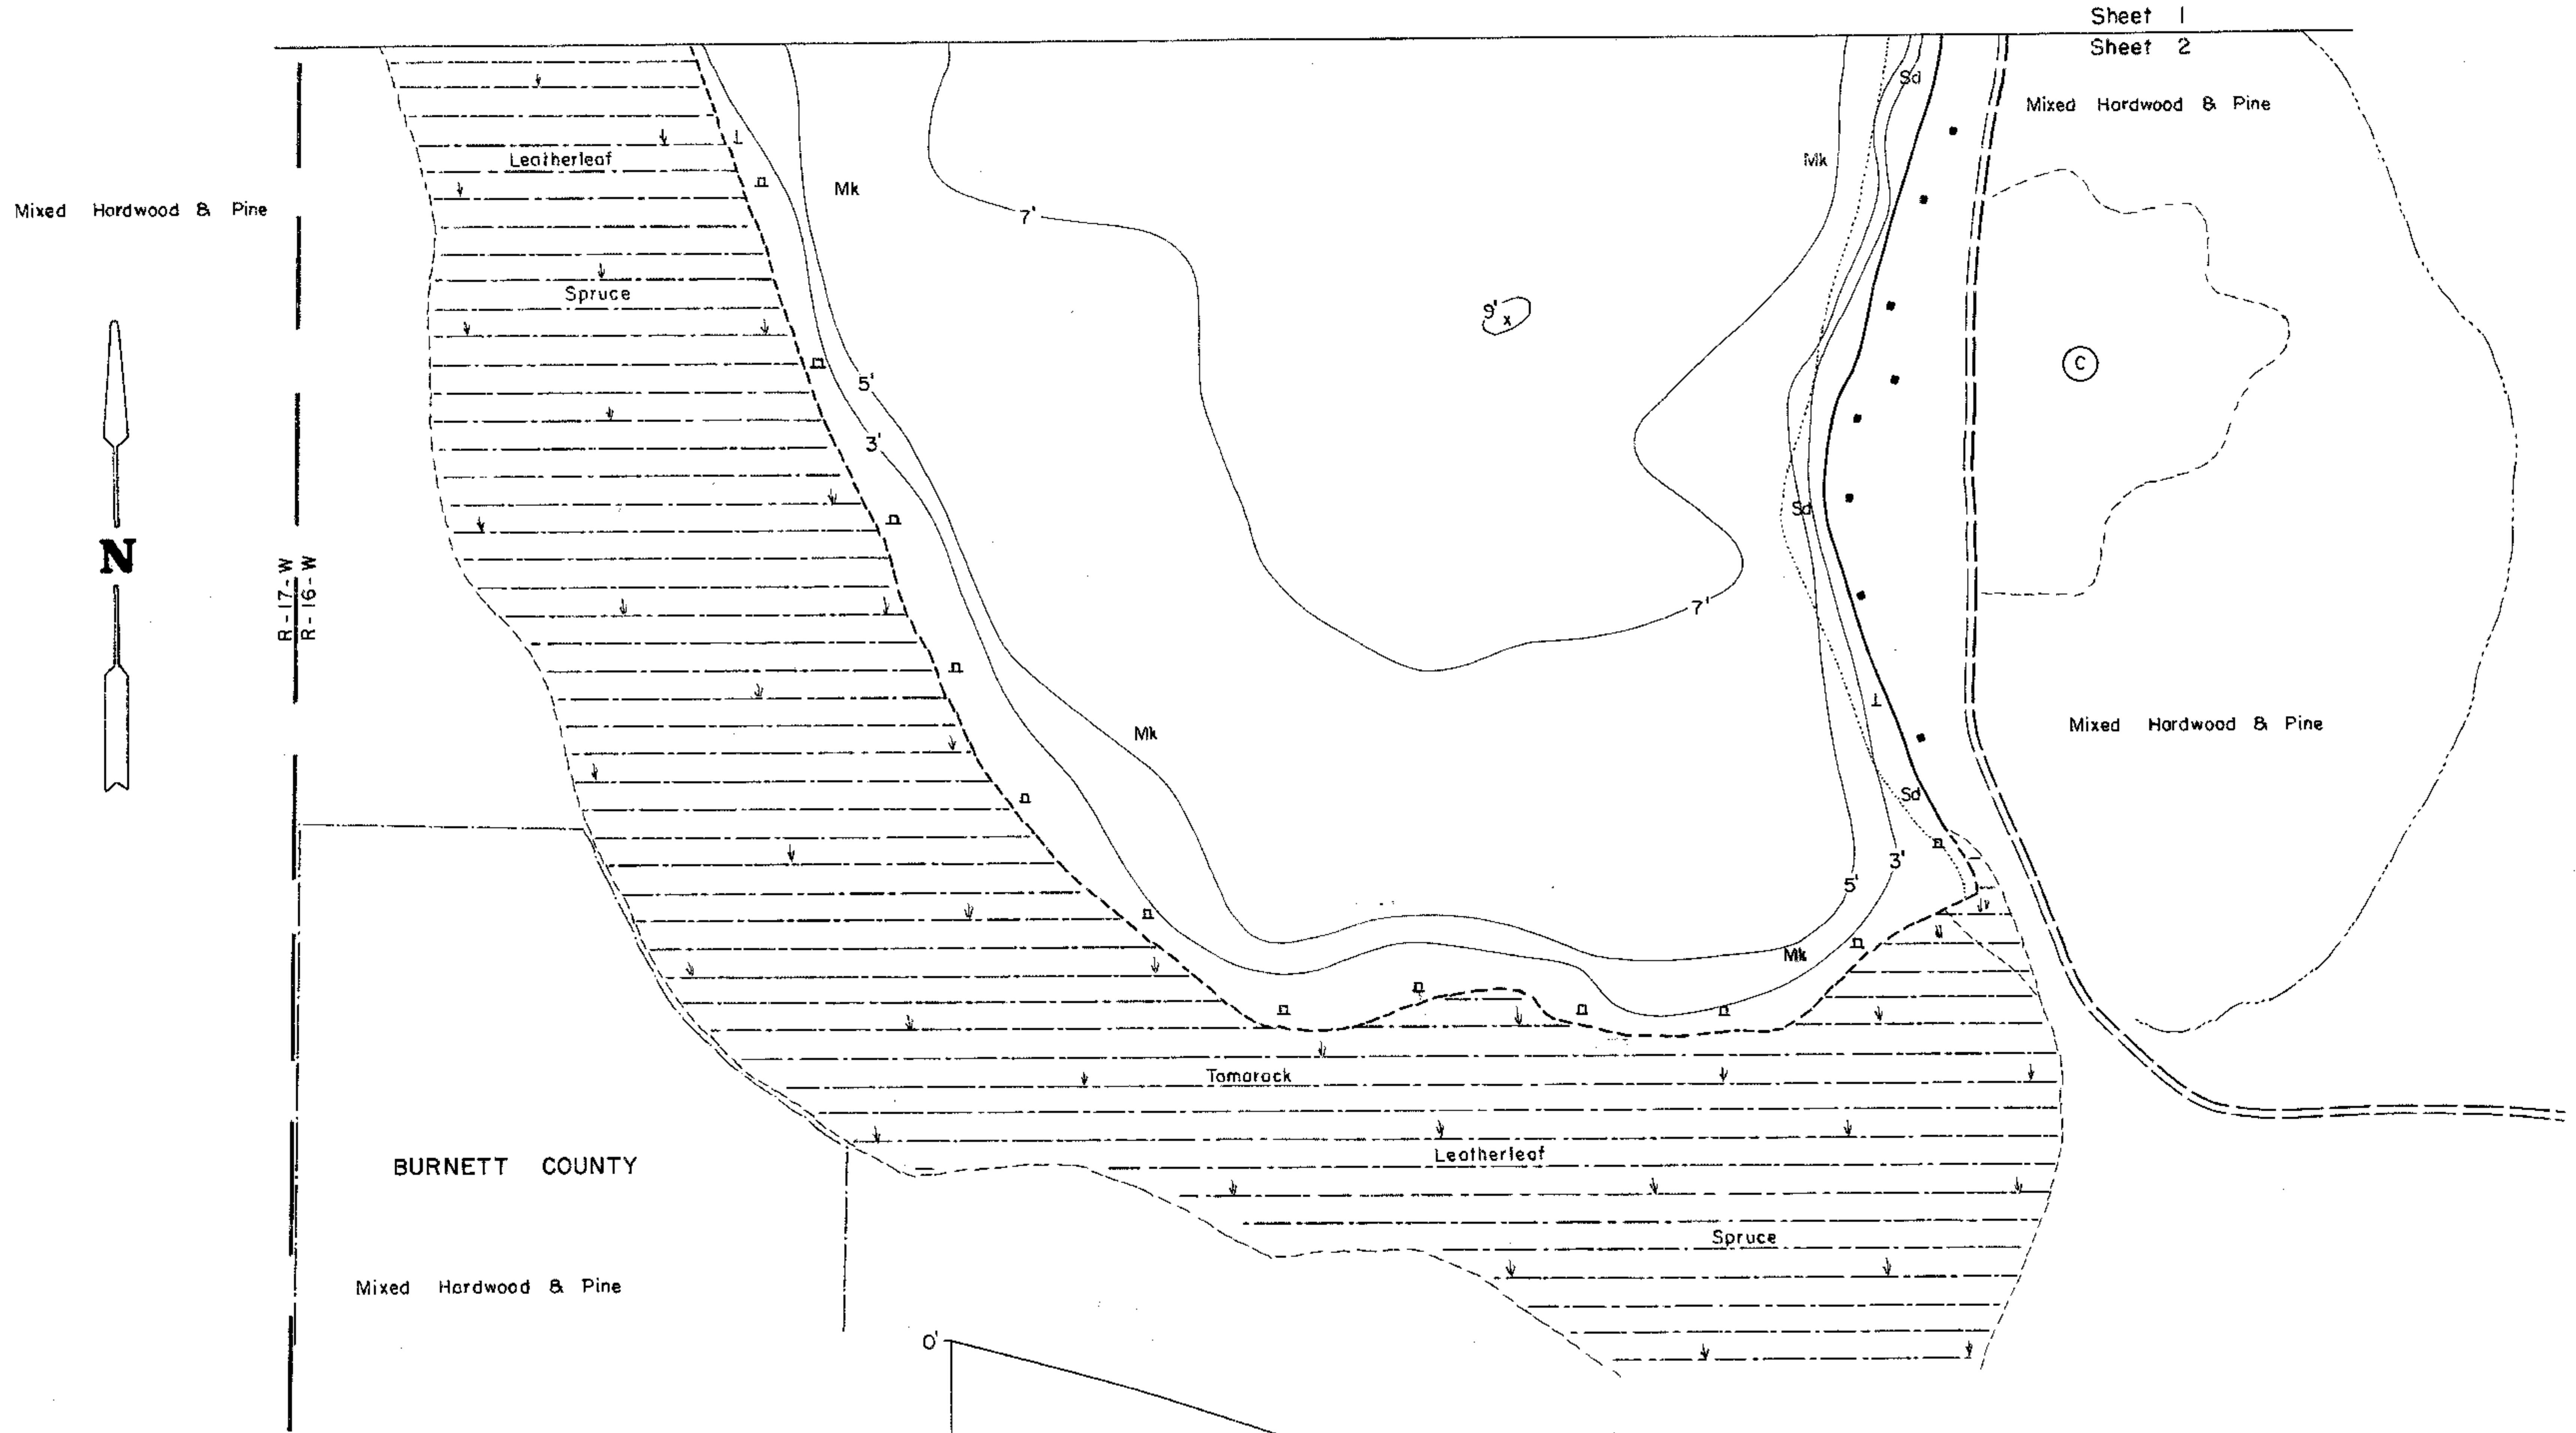 Sheet 1
Sheet 2
Sd
Mixed Hardwood & Pine
Leatherleaf
Mk
Mk
Mixed Hardwood & Pine
7'
Spruce
9' x
C
5'
3'
Sd
N
R-17-W
R-16-W
7'
Mk
Mixed Hardwood & Pine
Sd
3'
5'
Mk
Tamarack
BURNETT COUNTY
Leatherleaf
Spruce
Mixed Hardwood & Pine
0'